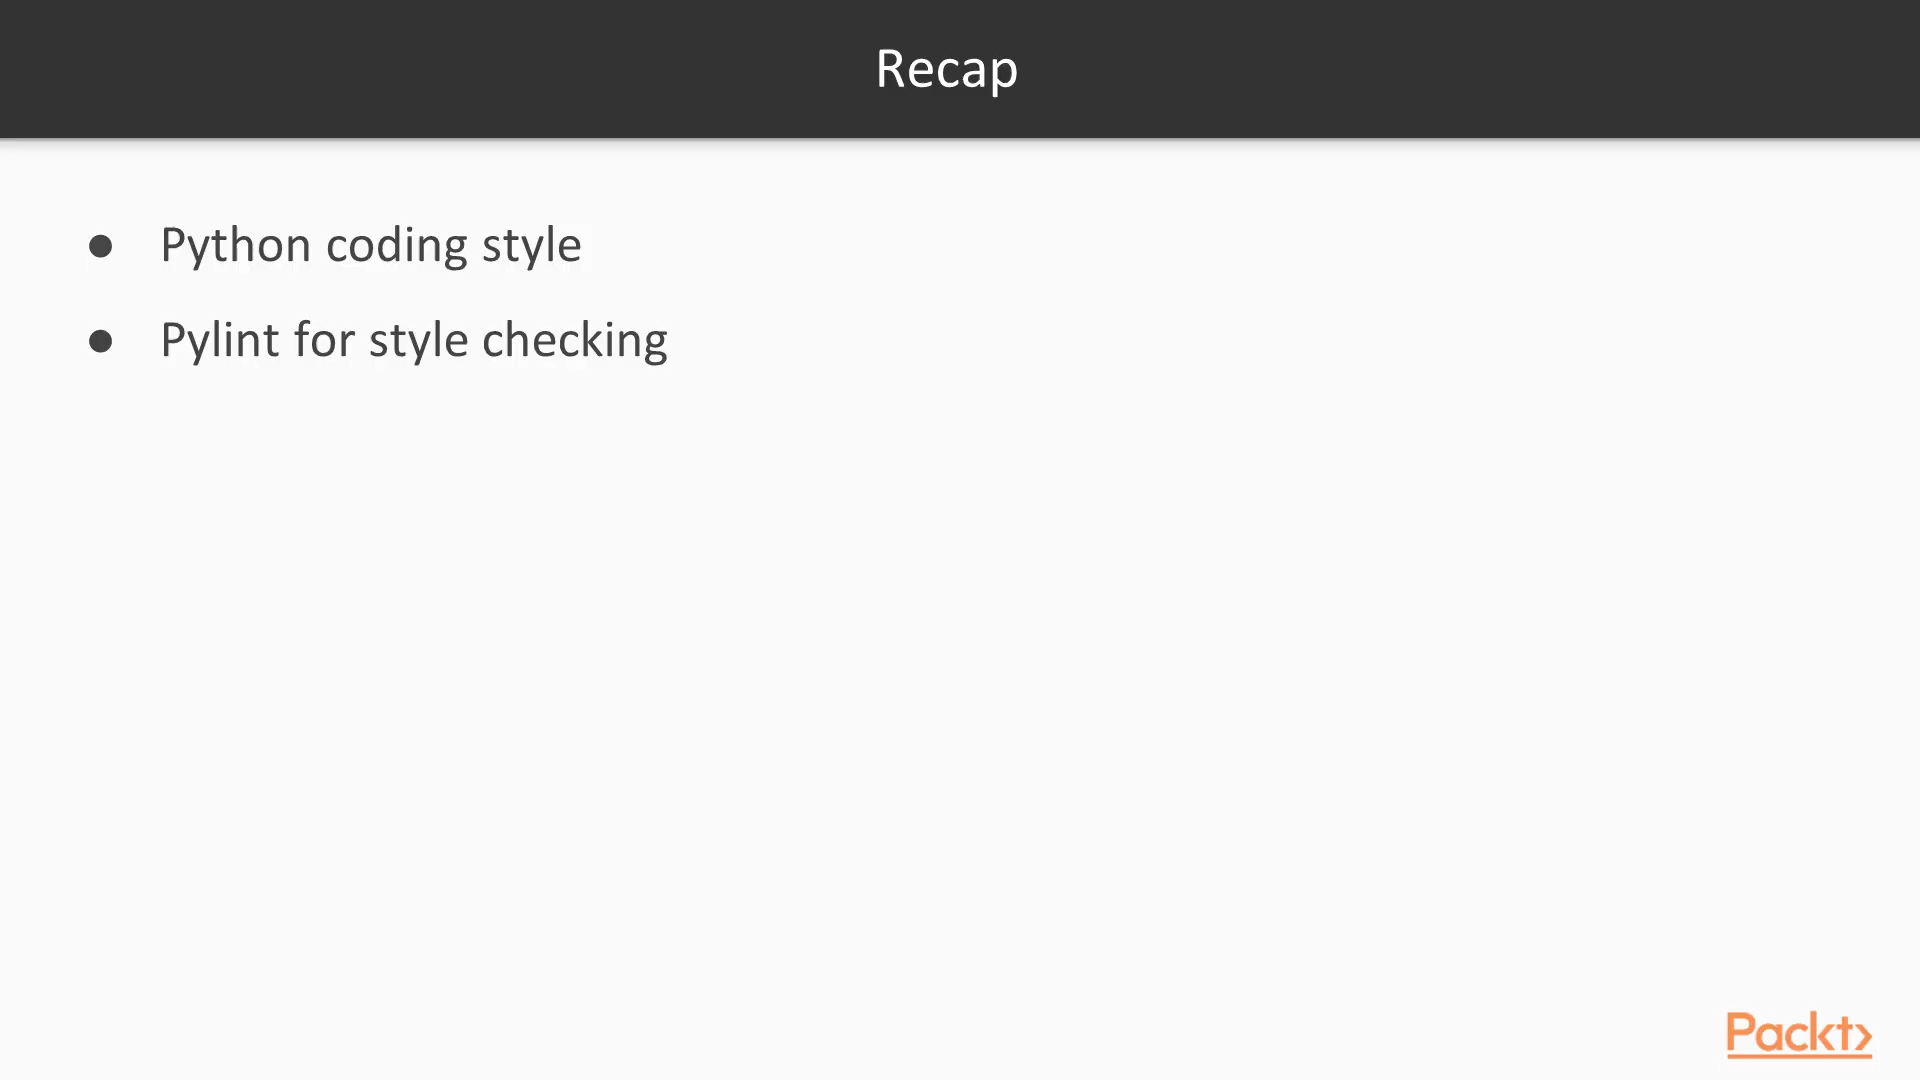 Recap
● Python coding style
● Pylint for style checking
Packt>